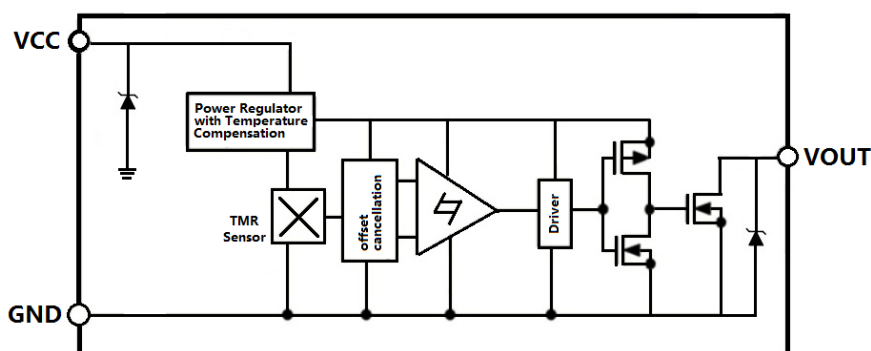 VCC
Power Regulator
with Temperature
Compensation
VOUT
TMR
Sensor
offset
cancellation
Driver
GND